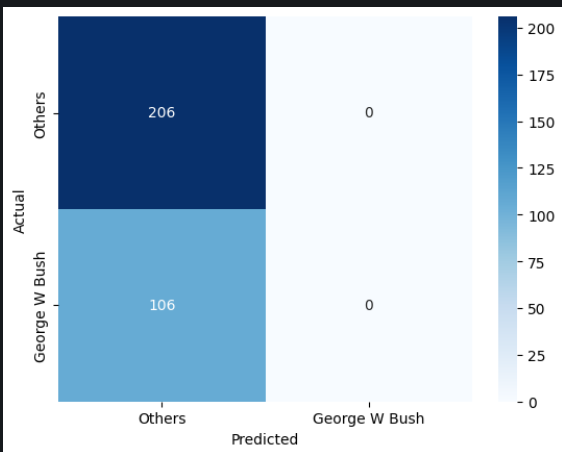 Others
206
0
George W Bush
106
0
Others
George W Bush
Actual
Predicted
200
175
150
125
100
75
50
25
0